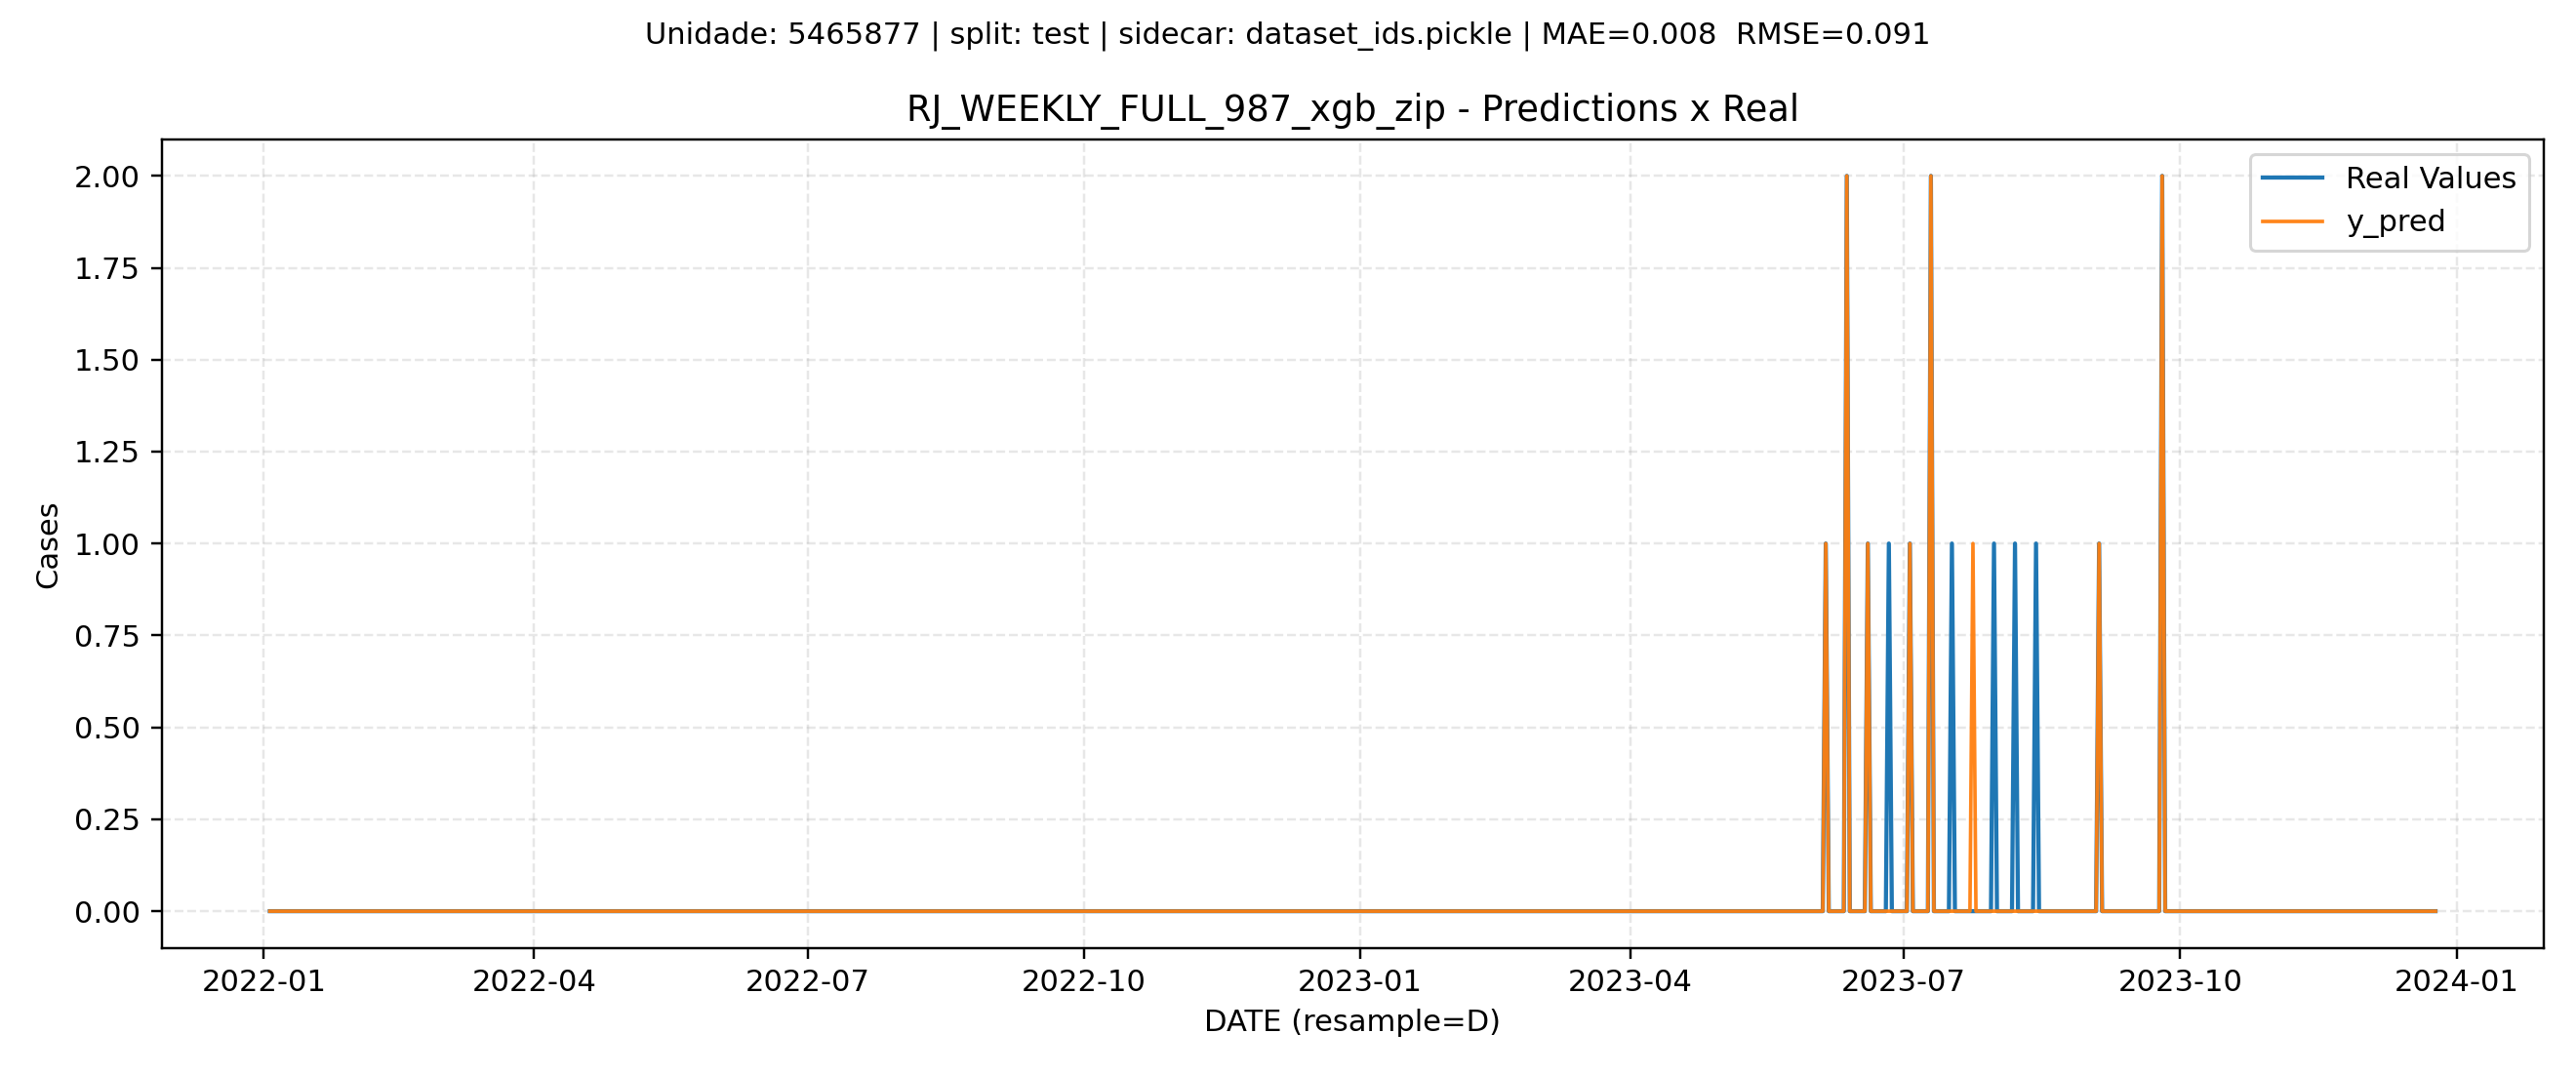 Unidade: 5465877 | split: test | sidecar: dataset_ids.pickle | MAE=0.008  RMSE=0.091
RJ_WEEKLY_FULL_987_xgb_zip - Predictions x Real
Real Values
y_pred
2.00
1.75
1.50
1.25
1.00
0.75
0.50
0.25
0.00
Cases
2022-01 2022-04 2022-07 2022-10 2023-01 2023-04 2023-07 2023-10 2024-01
DATE (resample=D)